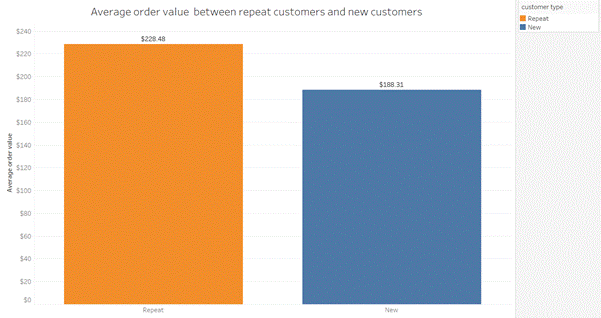 Average order value between repeat customers and new customers
customer type
Repeat
New
$240
$220
$200
$180
$160
$140
$120
$100
$80
$60
$40
$20
$0
Average order value
$228.48
$188.31
Repeat
New